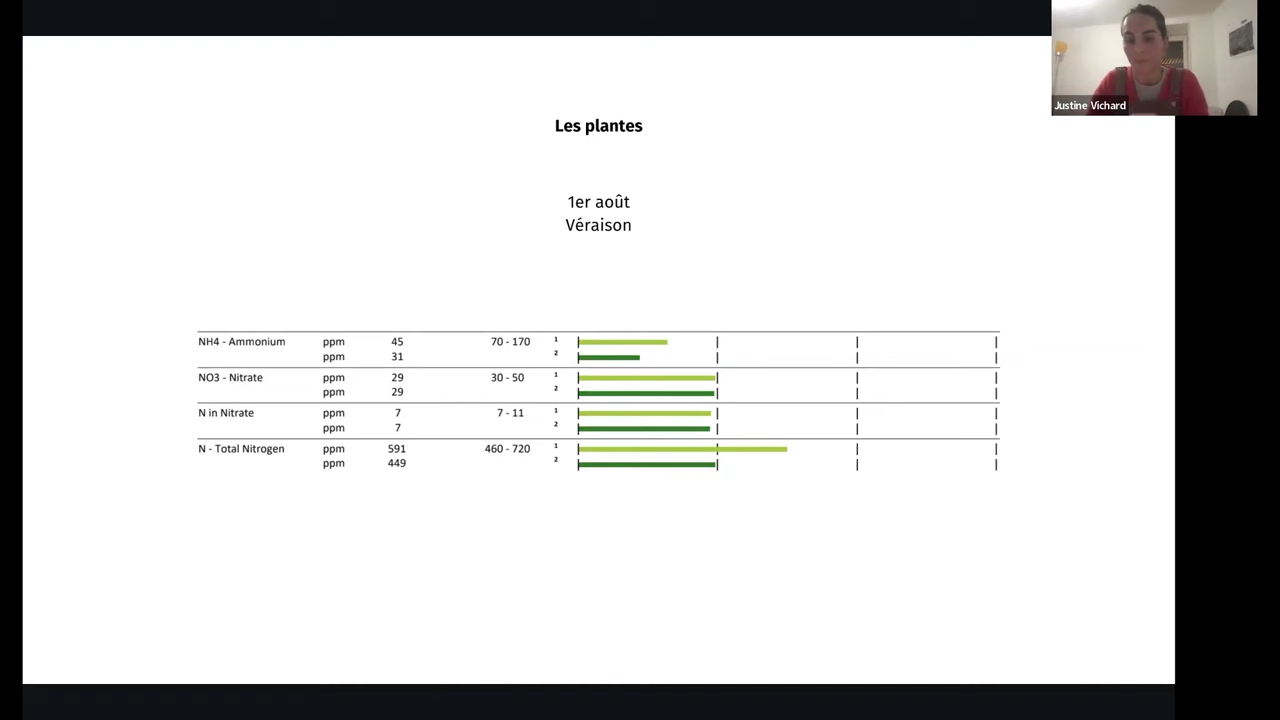 Justine Vichard
Les plantes
1er août
Véraison
NH4 - Ammonium ppm 45 70 - 170 1
ppm 31 2
NO3 - Nitrate ppm 29 30 - 50 1
ppm 29 2
N in Nitrate ppm 7 7 - 11 1
ppm 7 2
N - Total Nitrogen ppm 591 460 - 720 1
ppm 449 2